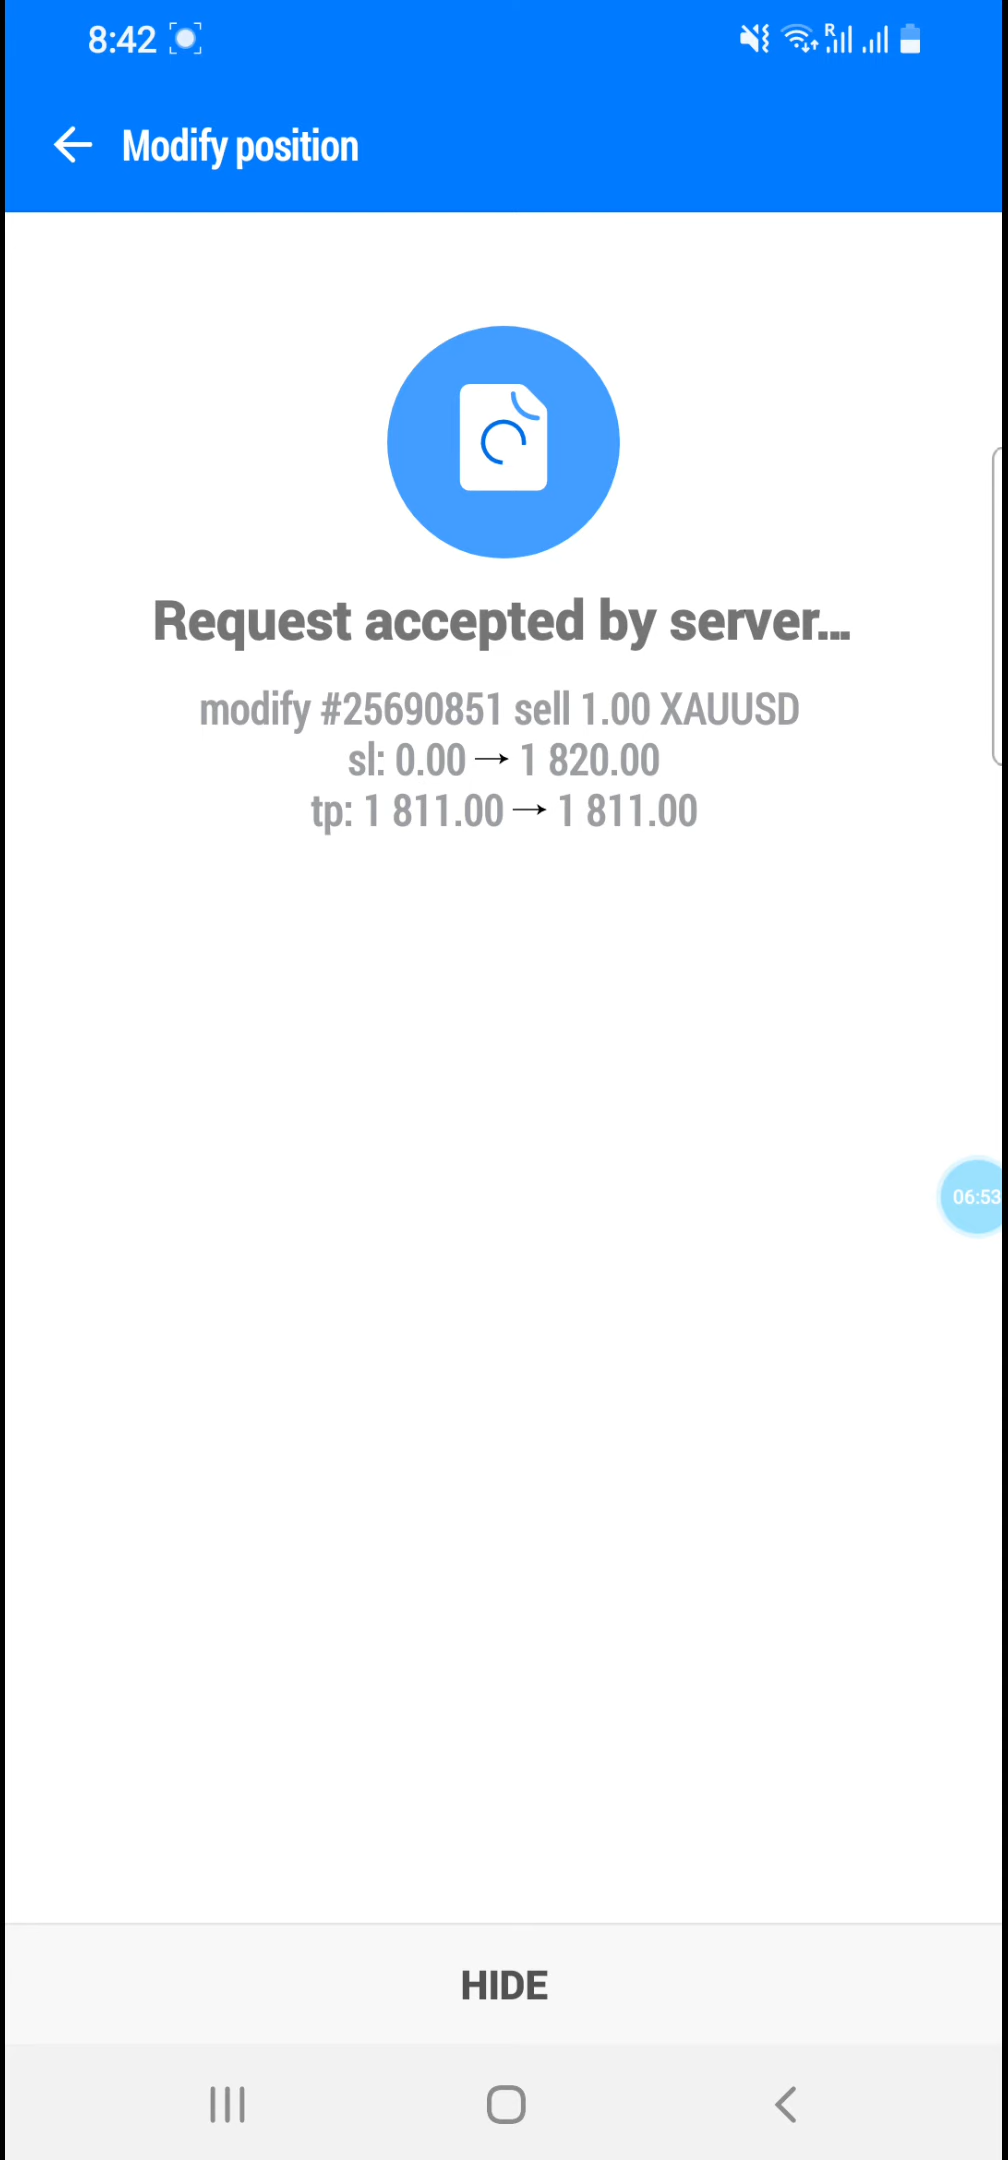 8:42
R
Modify position
Request accepted by server...
modify #25690851 sell 1.00 XAUUSD
sl: 0.00 → 1 820.00
tp: 1 811.00 → 1 811.00
06:53
HIDE